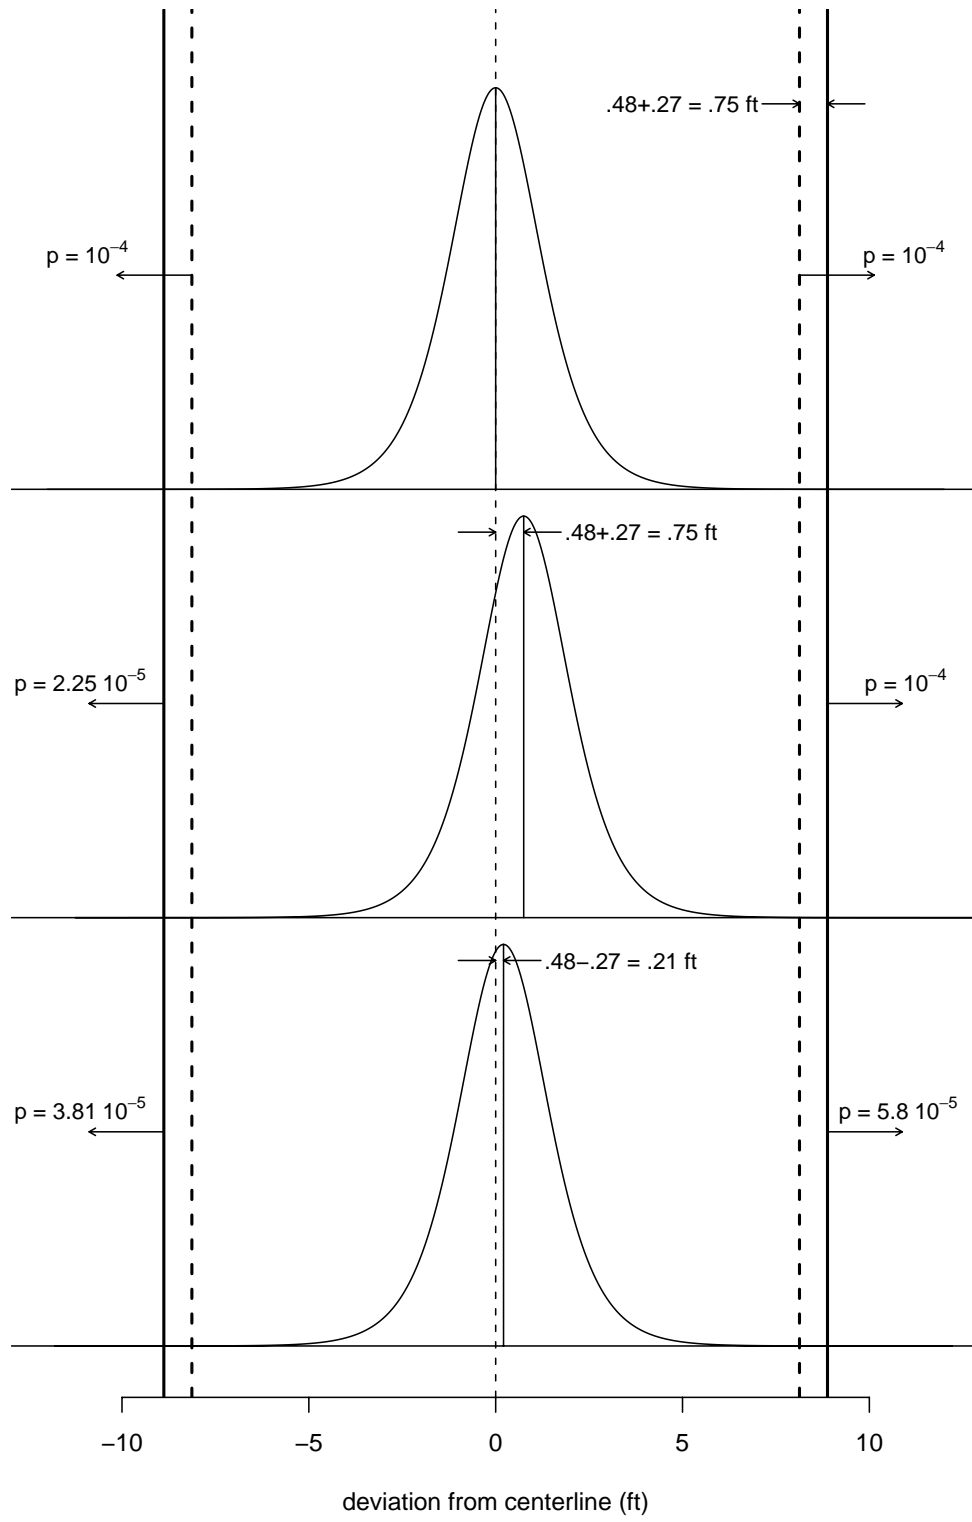 .48+.27 = .75 ft
p = 10⁻⁴ p = 10⁻⁴
.48+.27 = .75 ft
p = 2.25 10⁻⁵ p = 10⁻⁴
.48−.27 = .21 ft
p = 3.81 10⁻⁵ p = 5.8 10⁻⁵
−10 −5 0 5 10
deviation from centerline (ft)